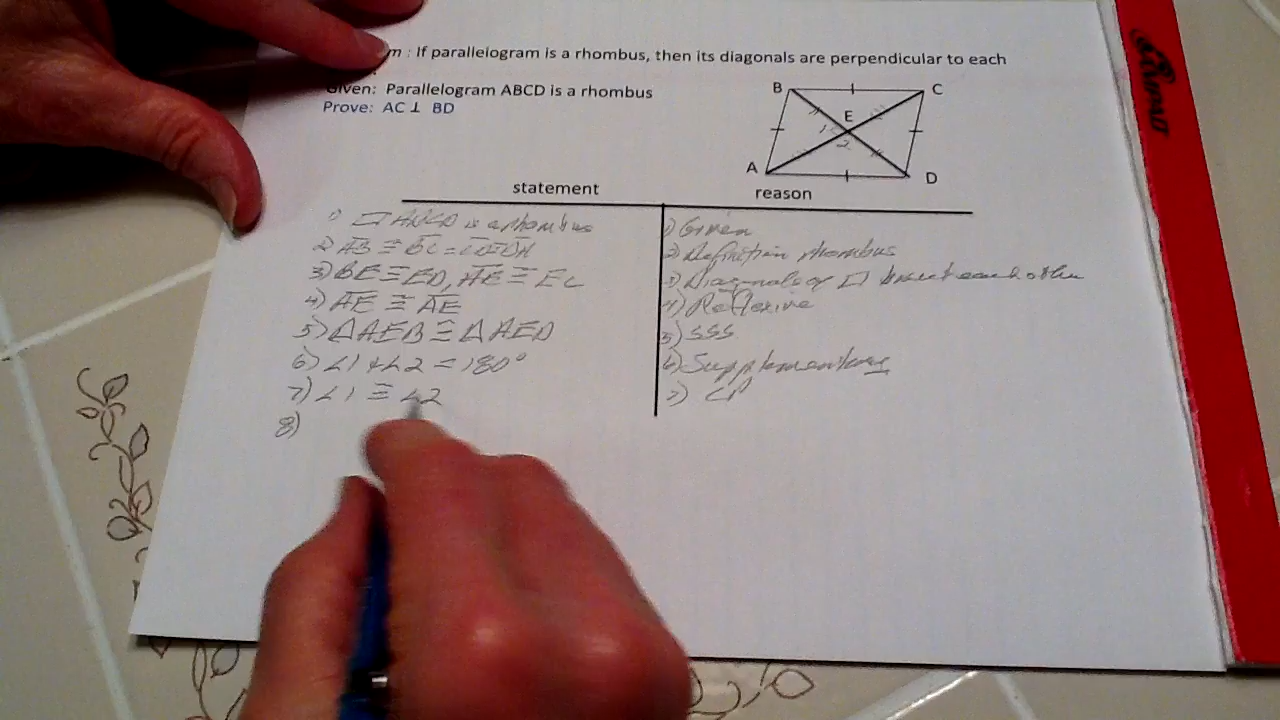 m : If parallelogram is a rhombus, then its diagonals are perpendicular to each
Given: Parallelogram ABCD is a rhombus
Prove: AC ⊥ BD
B C
E
1
2
A D
statement reason
1) ▱ ABCD is a rhombus 1) Given
2) AB ≅ BC = CD = DA 2) Definition rhombus
3) BE ≅ ED, AE ≅ EC 3) Diagonals of ▱ bisect each other
4) AE ≅ AE 4) Reflexive
5) △AEB ≅ △AED 5) SSS
6) ∠1 + ∠2 = 180° 6) Supplementary
7) ∠1 ≅ ∠2 7) CP
8)